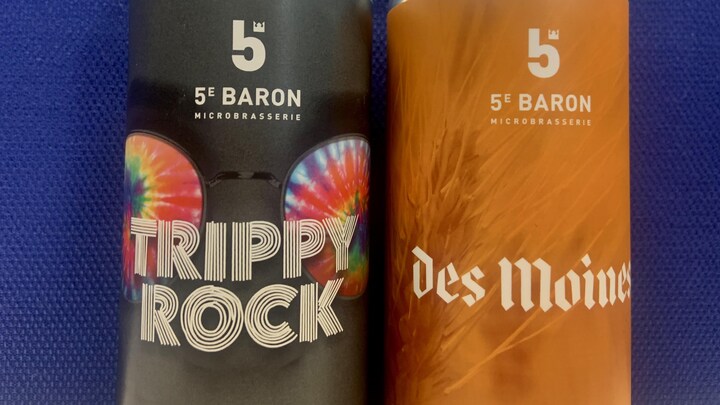 5
5E BARON
MICROBRASSERIE
TRIPPY
ROCK
5
5E BARON
MICROBRASSERIE
Des Moines